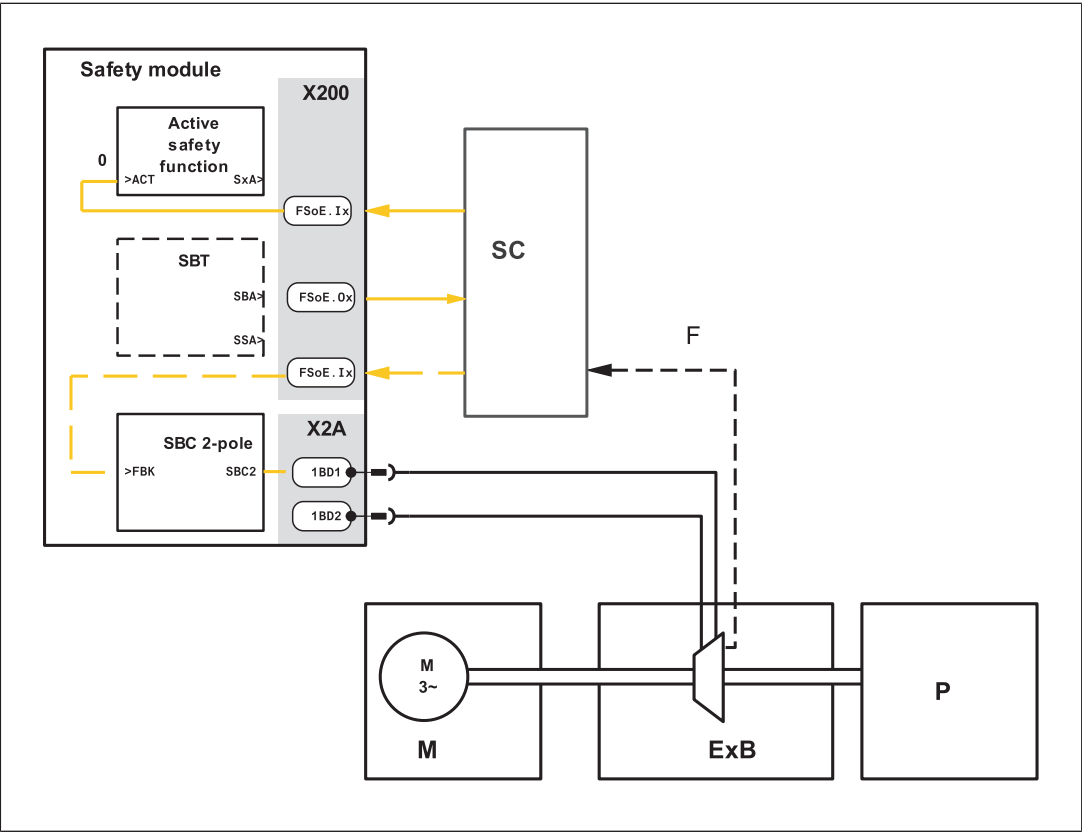 Safety module
X200
Active
safety
function
0
>ACT
SxA>
FSoE.Ix
SBT
SBA>
FSoE.Ox
SSA>
FSoE.Ix
SC
F
X2A
SBC 2-pole
>FBK
SBC2
1BD1
1BD2
M
3~
M
ExB
P